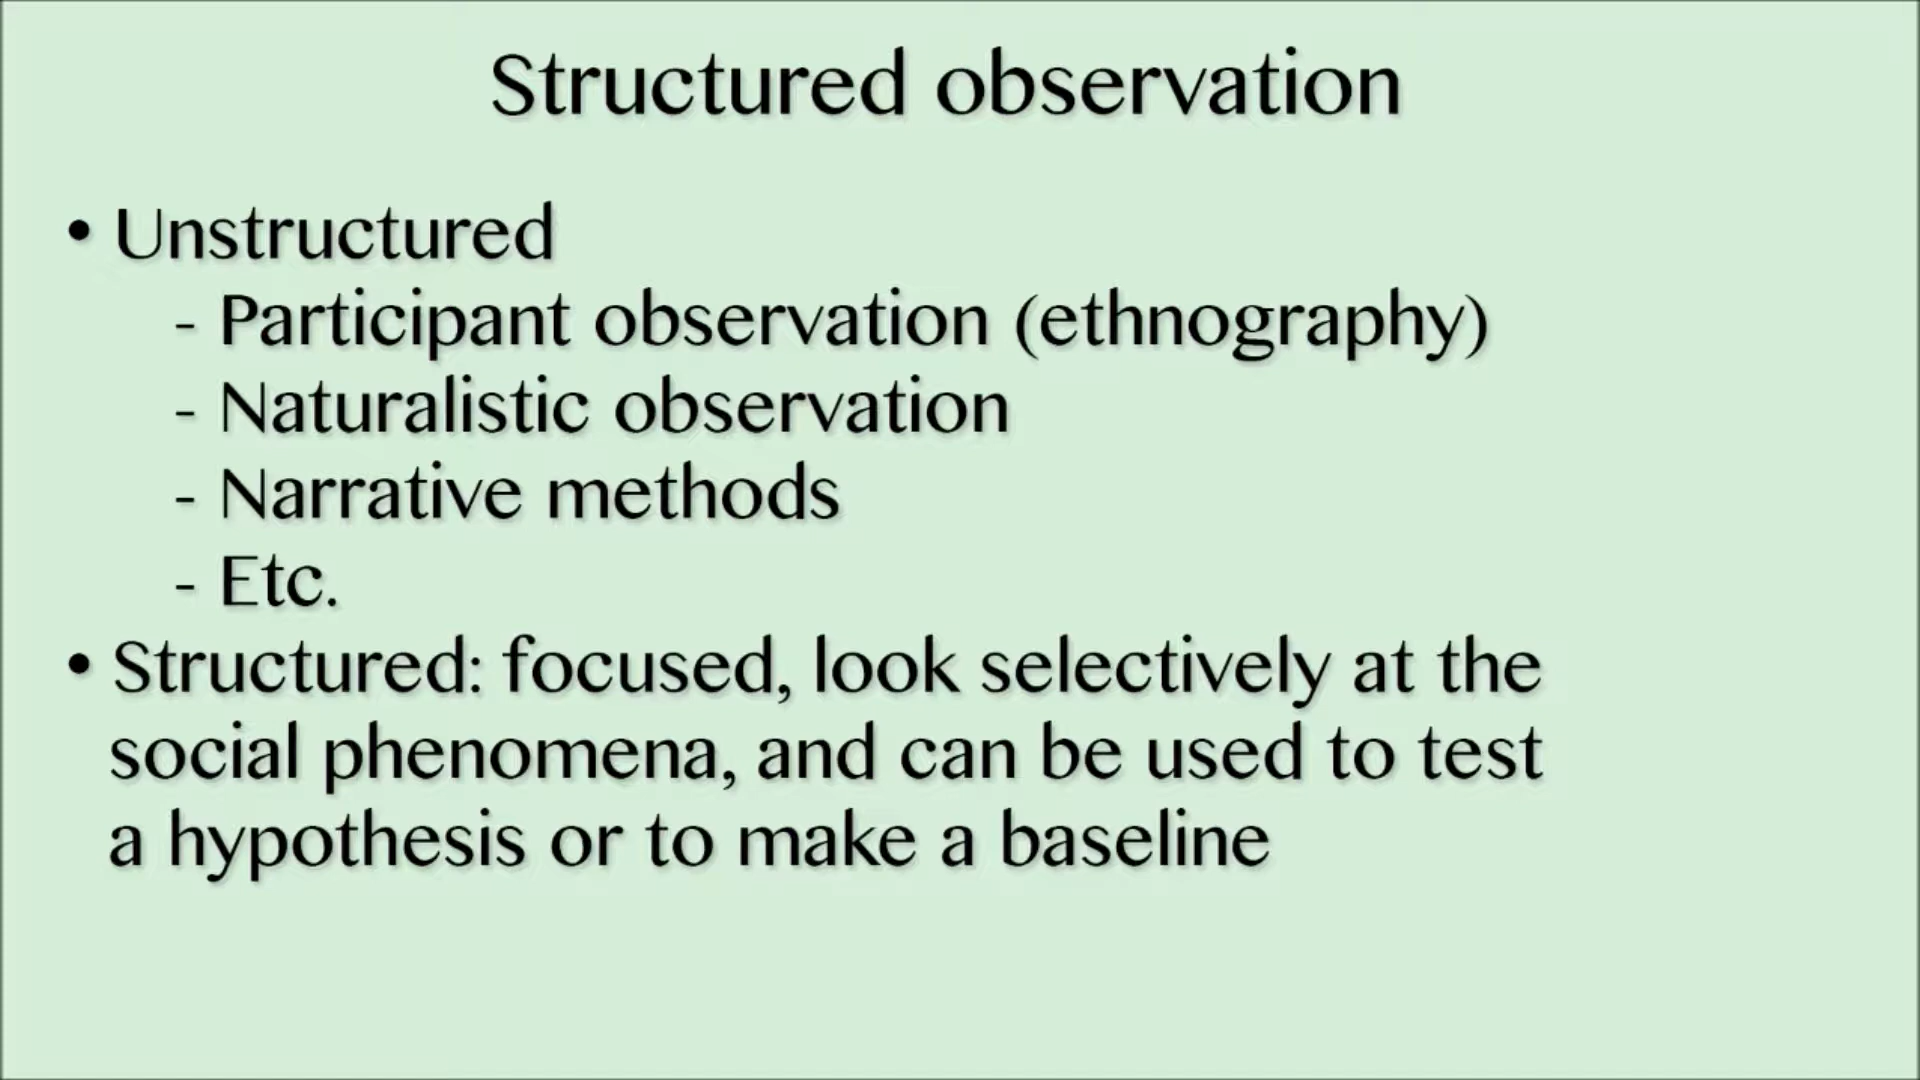 Structured observation
• Unstructured
- Participant observation (ethnography)
- Naturalistic observation
- Narrative methods
- Etc.
• Structured: focused, look selectively at the
social phenomena, and can be used to test
a hypothesis or to make a baseline